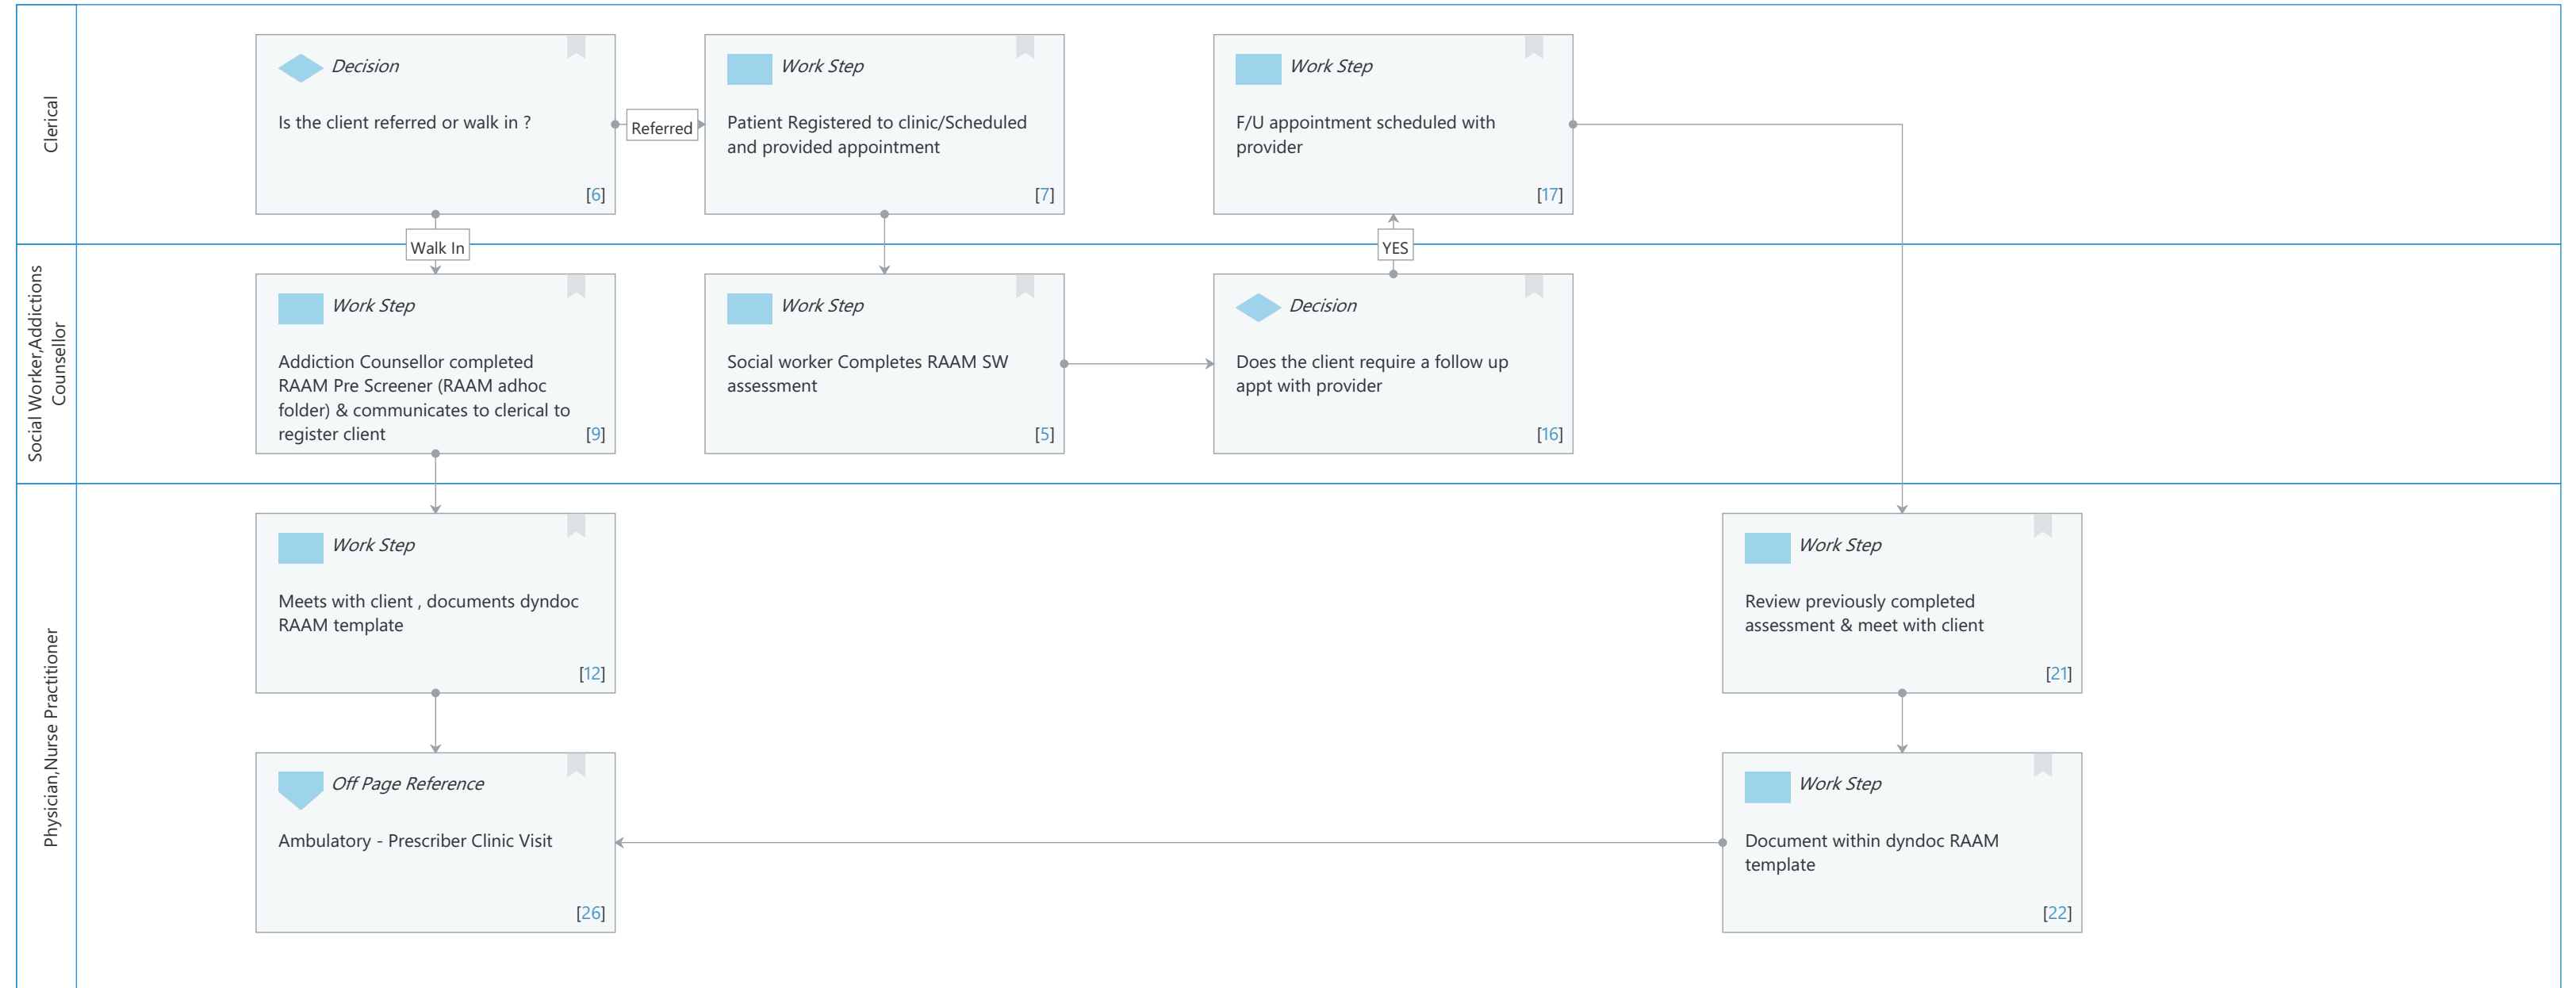 Clerical
Decision
Is the client referred or walk in ?
[6]
Referred
Work Step
Patient Registered to clinic/Scheduled
and provided appointment
[7]
Work Step
F/U appointment scheduled with
provider
[17]
Walk In
YES
Social Worker,Addictions
Counsellor
Work Step
Addiction Counsellor completed
RAAM Pre Screener (RAAM adhoc
folder) & communicates to clerical to
register client
[9]
Work Step
Social worker Completes RAAM SW
assessment
[5]
Decision
Does the client require a follow up
appt with provider
[16]
Physician,Nurse Practitioner
Work Step
Meets with client , documents dyndoc
RAAM template
[12]
Work Step
Review previously completed
assessment & meet with client
[21]
Off Page Reference
Ambulatory - Prescriber Clinic Visit
[26]
Work Step
Document within dyndoc RAAM
template
[22]